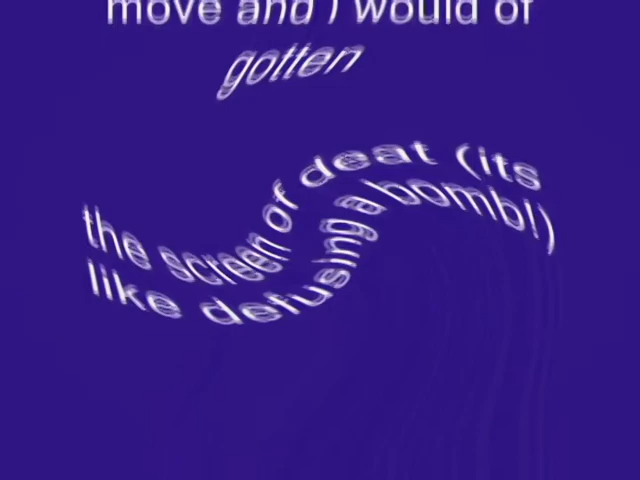 move and i would of
gotten
the screen of deat (its
like defusing a bomb!)